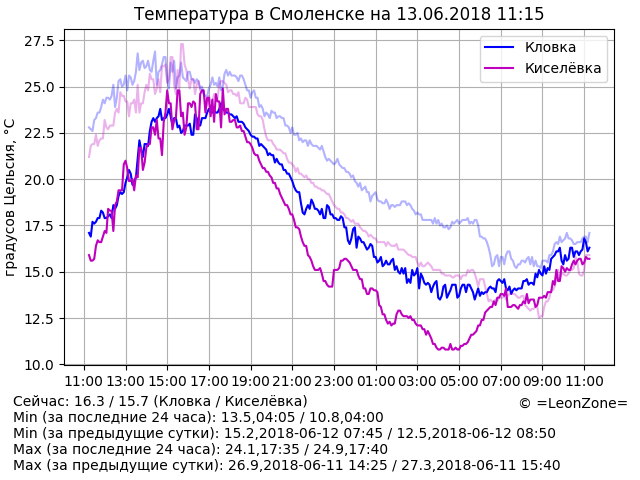 Температура в Смоленске на 13.06.2018 11:15
градусов Цельсия, °C
27.5
25.0
22.5
20.0
17.5
15.0
12.5
10.0
Кловка
Киселёвка
11:00 13:00 15:00 17:00 19:00 21:00 23:00 01:00 03:00 05:00 07:00 09:00 11:00
Сейчас: 16.3 / 15.7 (Кловка / Киселёвка)
© =LeonZone=
Min (за последние 24 часа): 13.5,04:05 / 10.8,04:00
Min (за предыдущие сутки): 15.2,2018-06-12 07:45 / 12.5,2018-06-12 08:50
Max (за последние 24 часа): 24.1,17:35 / 24.9,17:40
Max (за предыдущие сутки): 26.9,2018-06-11 14:25 / 27.3,2018-06-11 15:40